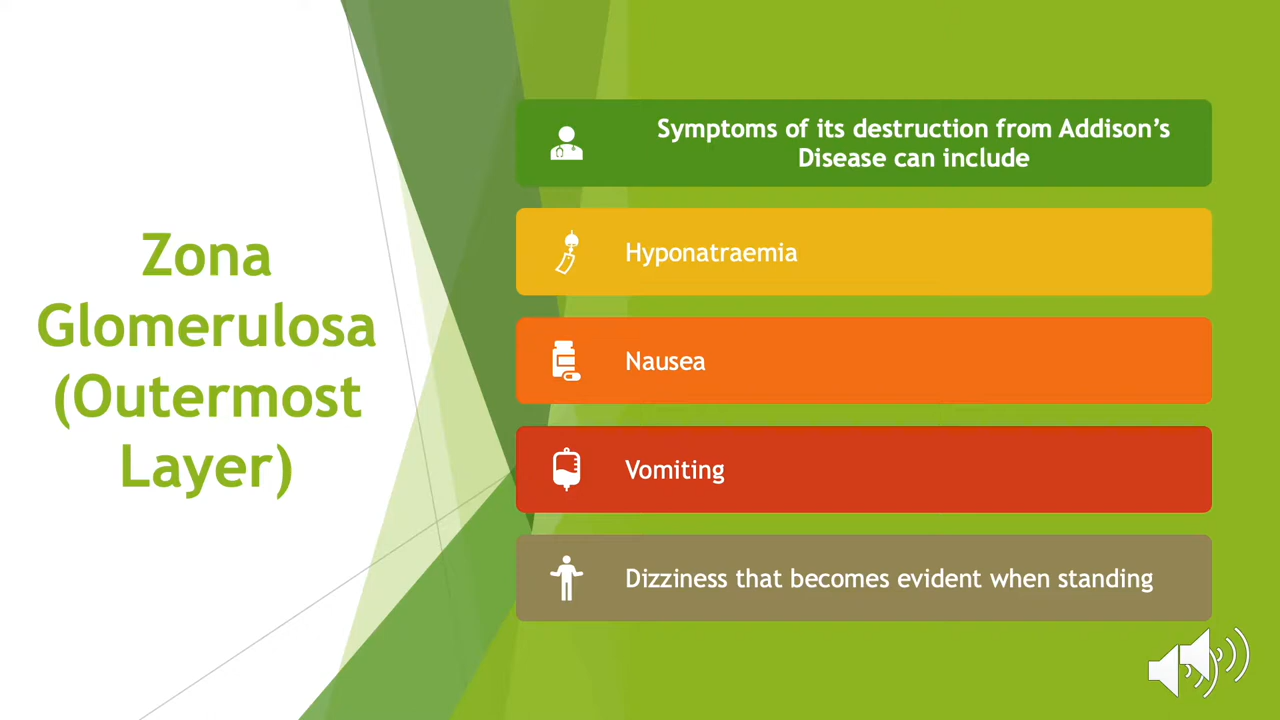 Zona
Glomerulosa
(Outermost
Layer)
Symptoms of its destruction from Addison’s
Disease can include
Hyponatraemia
Nausea
Vomiting
Dizziness that becomes evident when standing